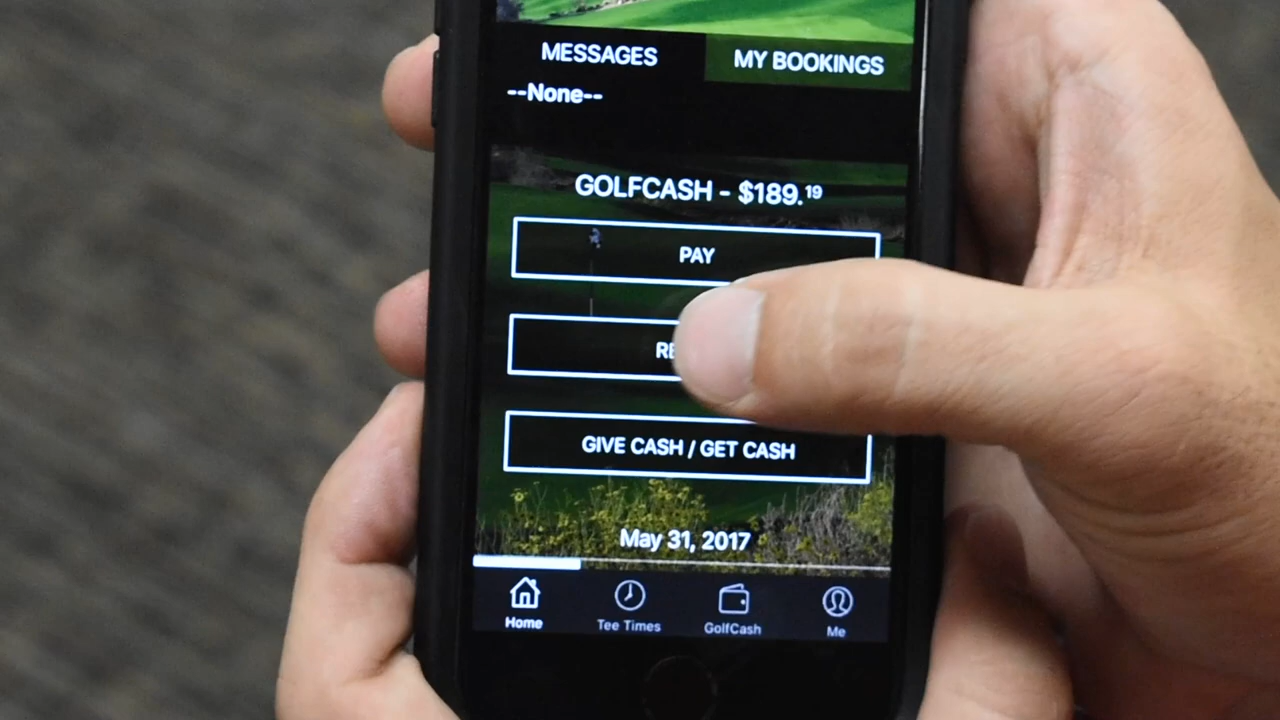 MESSAGES MY BOOKINGS
--None--
GOLFCASH - $189.19
PAY
GIVE CASH / GET CASH
May 31, 2017
Home Tee Times GolfCash Me